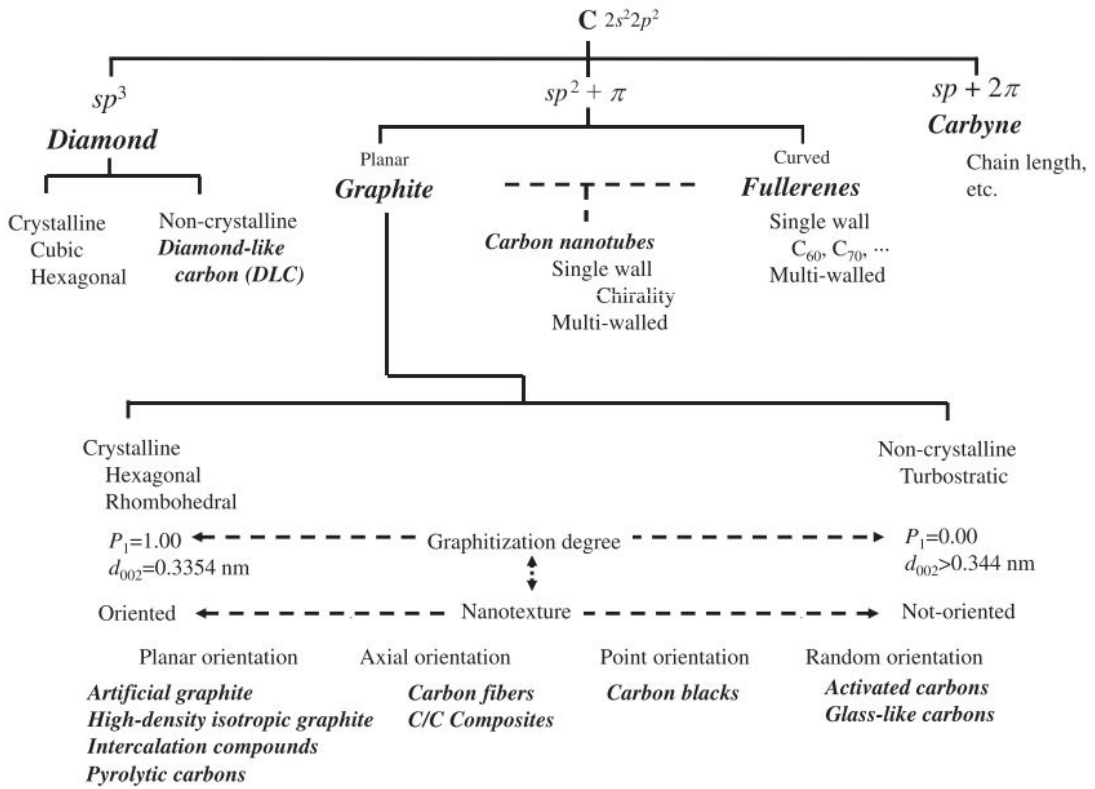 C 2s²2p²
sp³
Diamond
Crystalline
Cubic
Hexagonal
Non-crystalline
Diamond-like
carbon (DLC)
sp² + π
Planar
Graphite
Curved
Fullerenes
Single wall
C₆₀, C₇₀, ···
Multi-walled
Carbon nanotubes
Single wall
Chirality
Multi-walled
sp + 2π
Carbyne
Chain length,
etc.
Crystalline
Hexagonal
Rhombohedral
Non-crystalline
Turbostratic
P₁=1.00
d₀₀₂=0.3354 nm
Graphitization degree
P₁=0.00
d₀₀₂>0.344 nm
Oriented
Nanotexture
Not-oriented
Planar orientation
Artificial graphite
High-density isotropic graphite
Intercalation compounds
Pyrolytic carbons
Axial orientation
Carbon fibers
C/C Composites
Point orientation
Carbon blacks
Random orientation
Activated carbons
Glass-like carbons